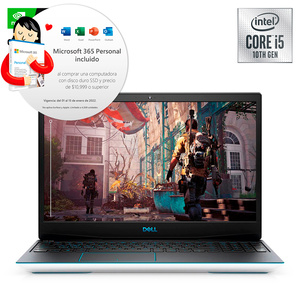 intel
CORE i5
10TH GEN
Microsoft 365 Personal
incluido
al comprar una computadora
con disco duro SSD y precio
de $10,999 o superior
DELL